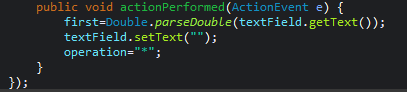 public void actionPerformed(ActionEvent e) {
first=Double.parseDouble(textField.getText());
textField.setText("");
operation="*";
}
});